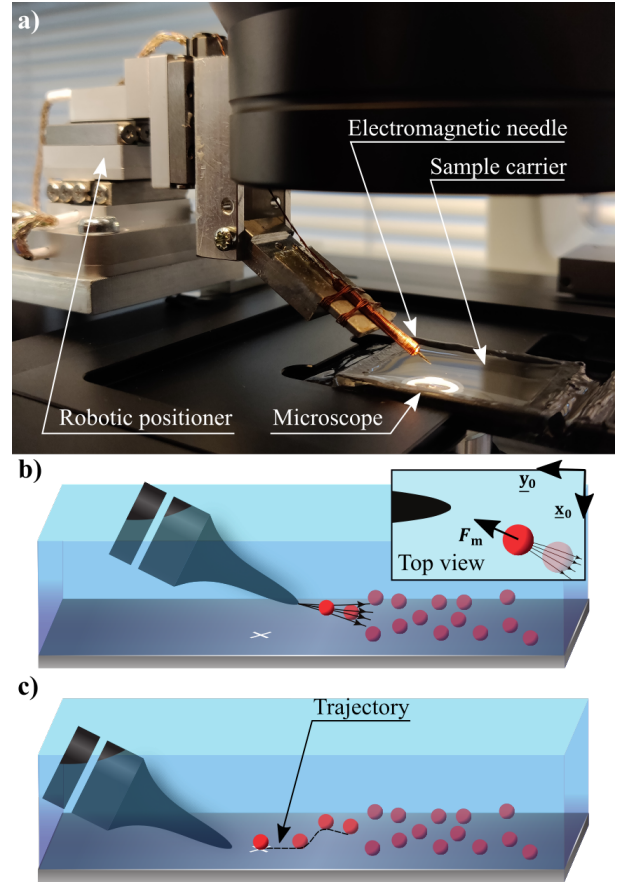 a)
Electromagnetic needle
Sample carrier
Robotic positioner
Microscope
b)
y₀
x₀
Fₘ
Top view
c)
Trajectory